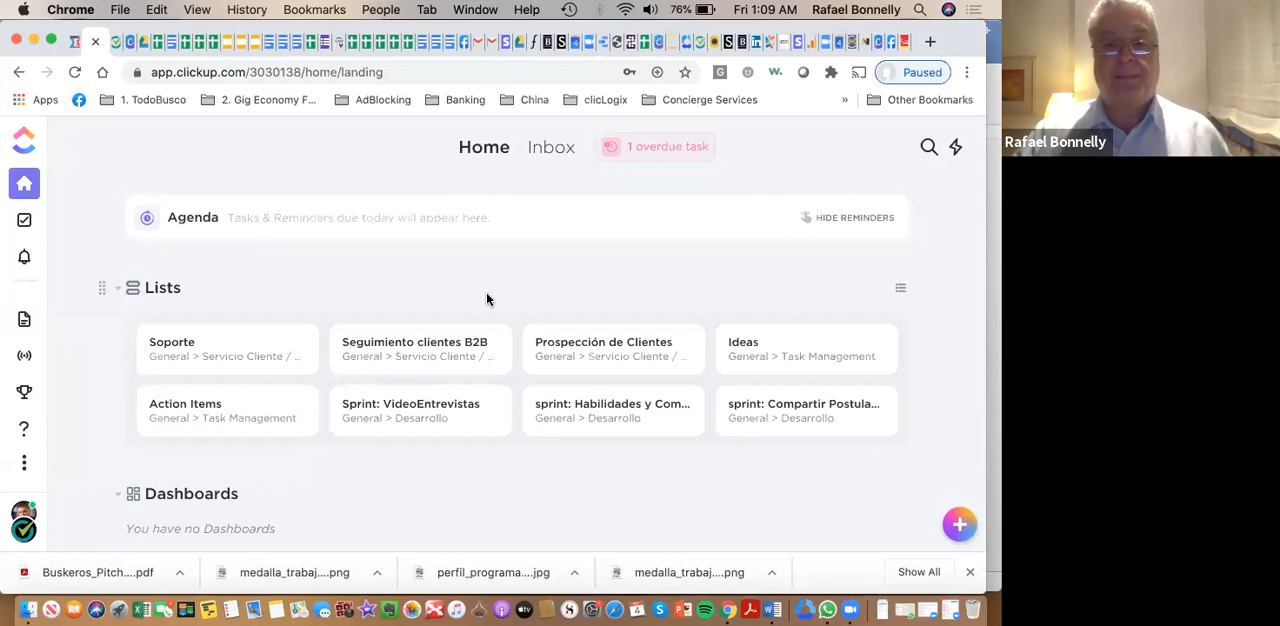 Chrome File Edit View History Bookmarks People Tab Window Help 76% Fri 1:09 AM Rafael Bonnelly
app.clickup.com/3030138/home/landing Paused
Apps 1. TodoBusco 2. Gig Economy F... AdBlocking Banking China clicLogix Concierge Services » Other Bookmarks
Rafael Bonnelly
Home Inbox 1 overdue task
Agenda Tasks & Reminders due today will appear here. HIDE REMINDERS
Lists
Soporte Seguimiento clientes B2B Prospección de Clientes Ideas
General > Servicio Cliente / ... General > Servicio Cliente / ... General > Servicio Cliente / ... General > Task Management
Action Items Sprint: VideoEntrevistas sprint: Habilidades y Com... sprint: Compartir Postula...
General > Task Management General > Desarrollo General > Desarrollo General > Desarrollo
Dashboards
You have no Dashboards
Buskeros_Pitch....pdf medalla_trabaj....png perfil_programa....jpg medalla_trabaj....png Show All